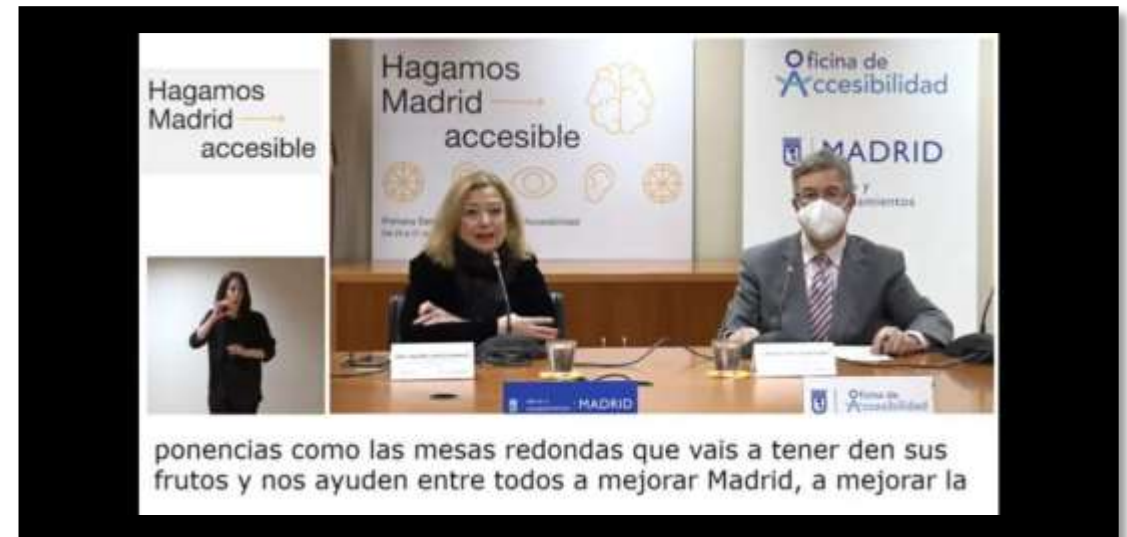 Hagamos
Madrid
accesible
Hagamos
Madrid
accesible
Oficina de
Accesibilidad
MADRID
y
MADRID
Oficina de
Accesibilidad
ponencias como las mesas redondas que vais a tener den sus
frutos y nos ayuden entre todos a mejorar Madrid, a mejorar la